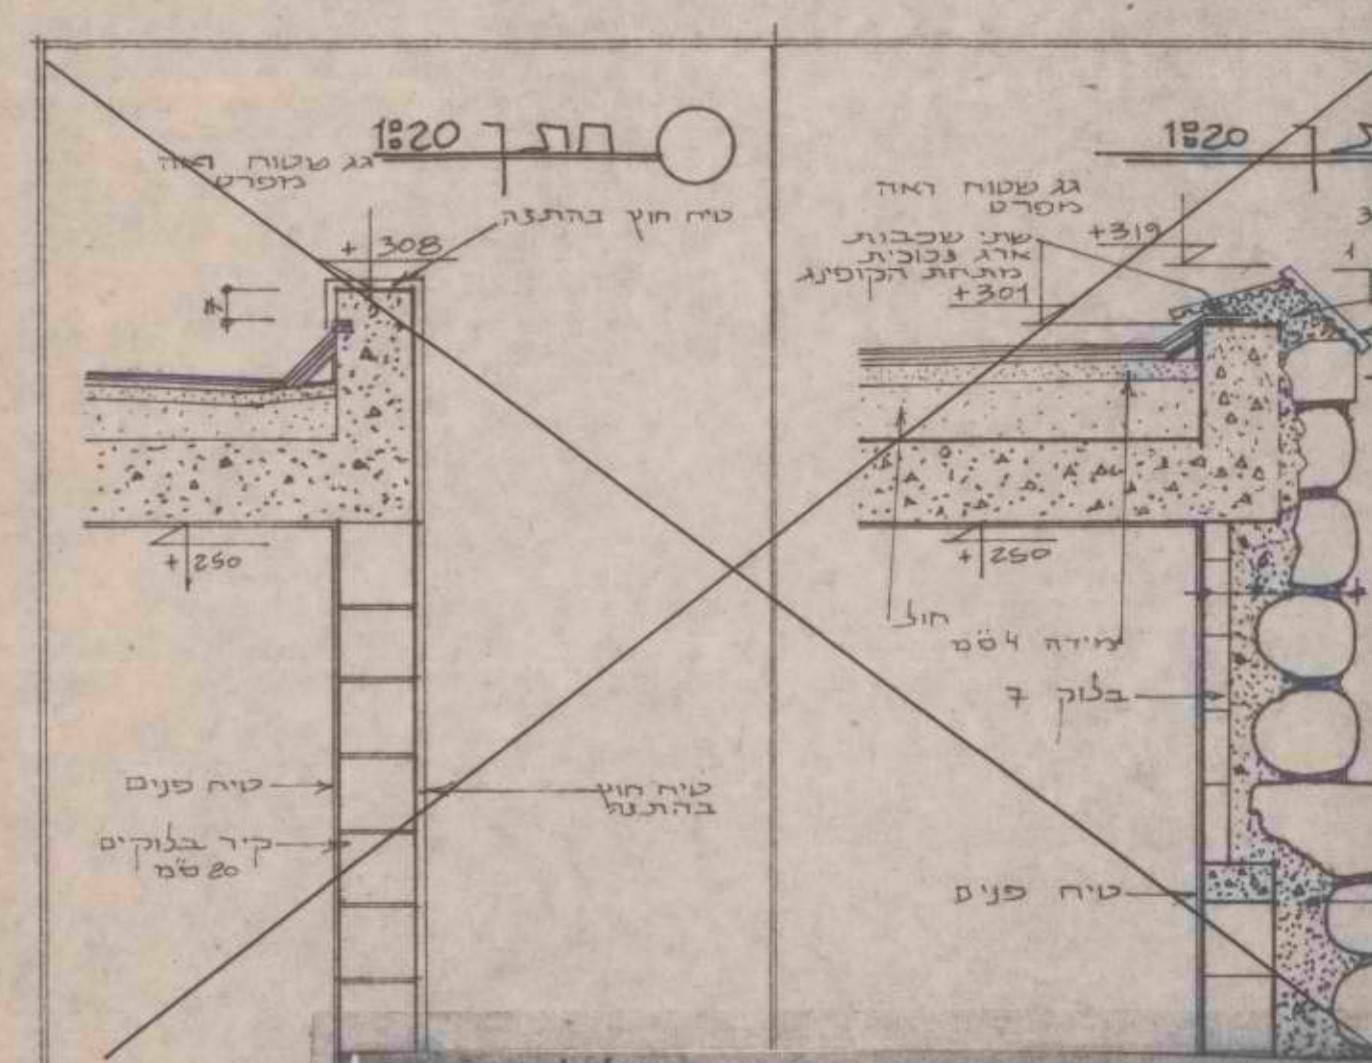 חתך 1:20
גג שטוח ראה
מפרט
טיח חוץ בהתזה
+308
+250
טיח פנים
טיח חוץ
בהתזה
קיר בלוקים
20 ס"מ
1:20
גג שטוח ראה
מפרט
שתי שכבות
ארג זכוכית
מתחת הקופינג
+319
+301
+250
חול
מידה 4 ס"מ
בלוק 7
טיח פנים